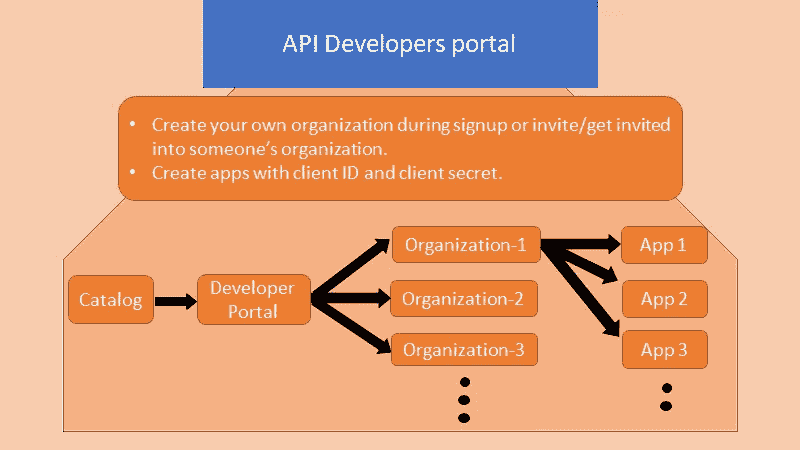 API Developers portal
• Create your own organization during signup or invite/get invited
into someone's organization.
• Create apps with client ID and client secret.
Catalog
Developer
Portal
Organization-1
Organization-2
Organization-3
App 1
App 2
App 3